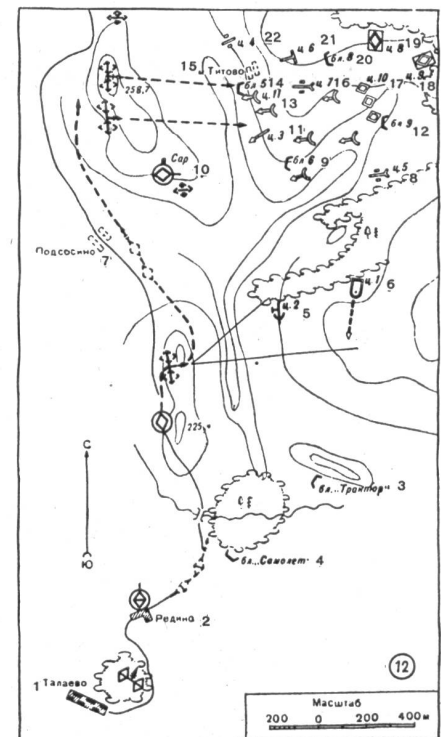 ц. 4 22
ц. 6 21
бл. 8 20
ц. 8 19
ц. 9 18
15 Титово
бл. 5 14
ц. 11
13
ц. 7 16
ц. 10 17
258,7
ц. 3
11
бл. 9
12
Сар
10
бл. 6 9
ц. 5
8
Подсосино 7
ц. 2
5
ц. 1
6
225,
С
Ю
бл. „Трактор" 3
бл. „Самолет" 4
Редина 2
1 Талаево
12
Масштаб
200 0 200 400 м